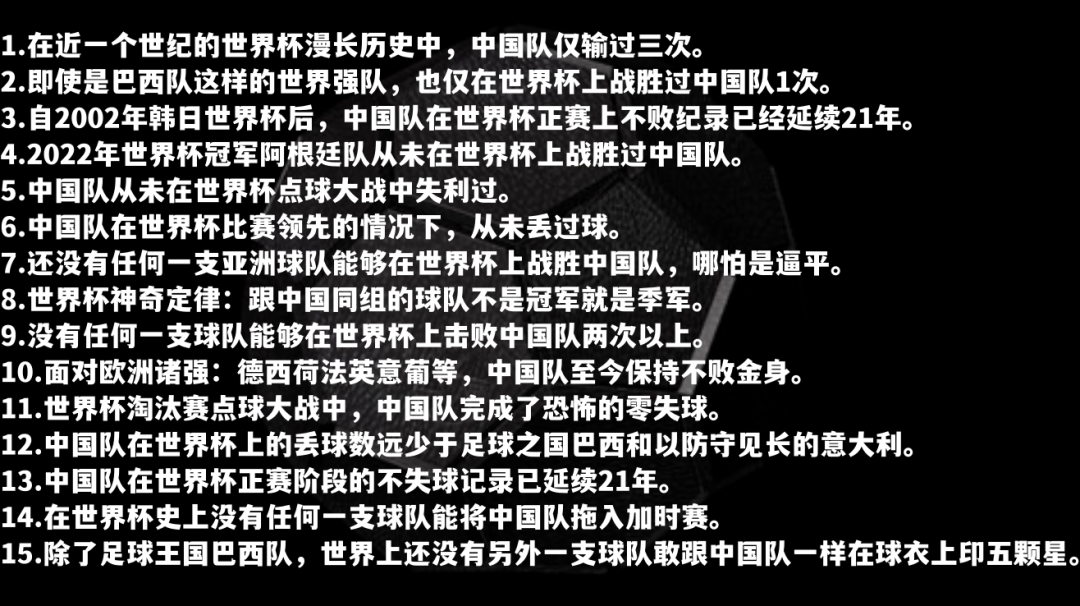 1.在近一个世纪的世界杯漫长历史中，中国队仅输过三次。
2.即使是巴西队这样的世界强队，也仅在世界杯上战胜过中国队1次。
3.自2002年韩日世界杯后，中国队在世界杯正赛上不败纪录已经延续21年。
4.2022年世界杯冠军阿根廷队从未在世界杯上战胜过中国队。
5.中国队从未在世界杯点球大战中失利过。
6.中国队在世界杯比赛领先的情况下，从未丢过球。
7.还没有任何一支亚洲球队能够在世界杯上战胜中国队，哪怕是逼平。
8.世界杯神奇定律：跟中国同组的球队不是冠军就是季军。
9.没有任何一支球队能够在世界杯上击败中国队两次以上。
10.面对欧洲诸强：德西荷法英意葡等，中国队至今保持不败金身。
11.世界杯淘汰赛点球大战中，中国队完成了恐怖的零失球。
12.中国队在世界杯上的丢球数远少于足球之国巴西和以防守见长的意大利。
13.中国队在世界杯正赛阶段的不失球记录已延续21年。
14.在世界杯史上没有任何一支球队能将中国队拖入加时赛。
15.除了足球王国巴西队，世界上还没有另外一支球队敢跟中国队一样在球衣上印五颗星。